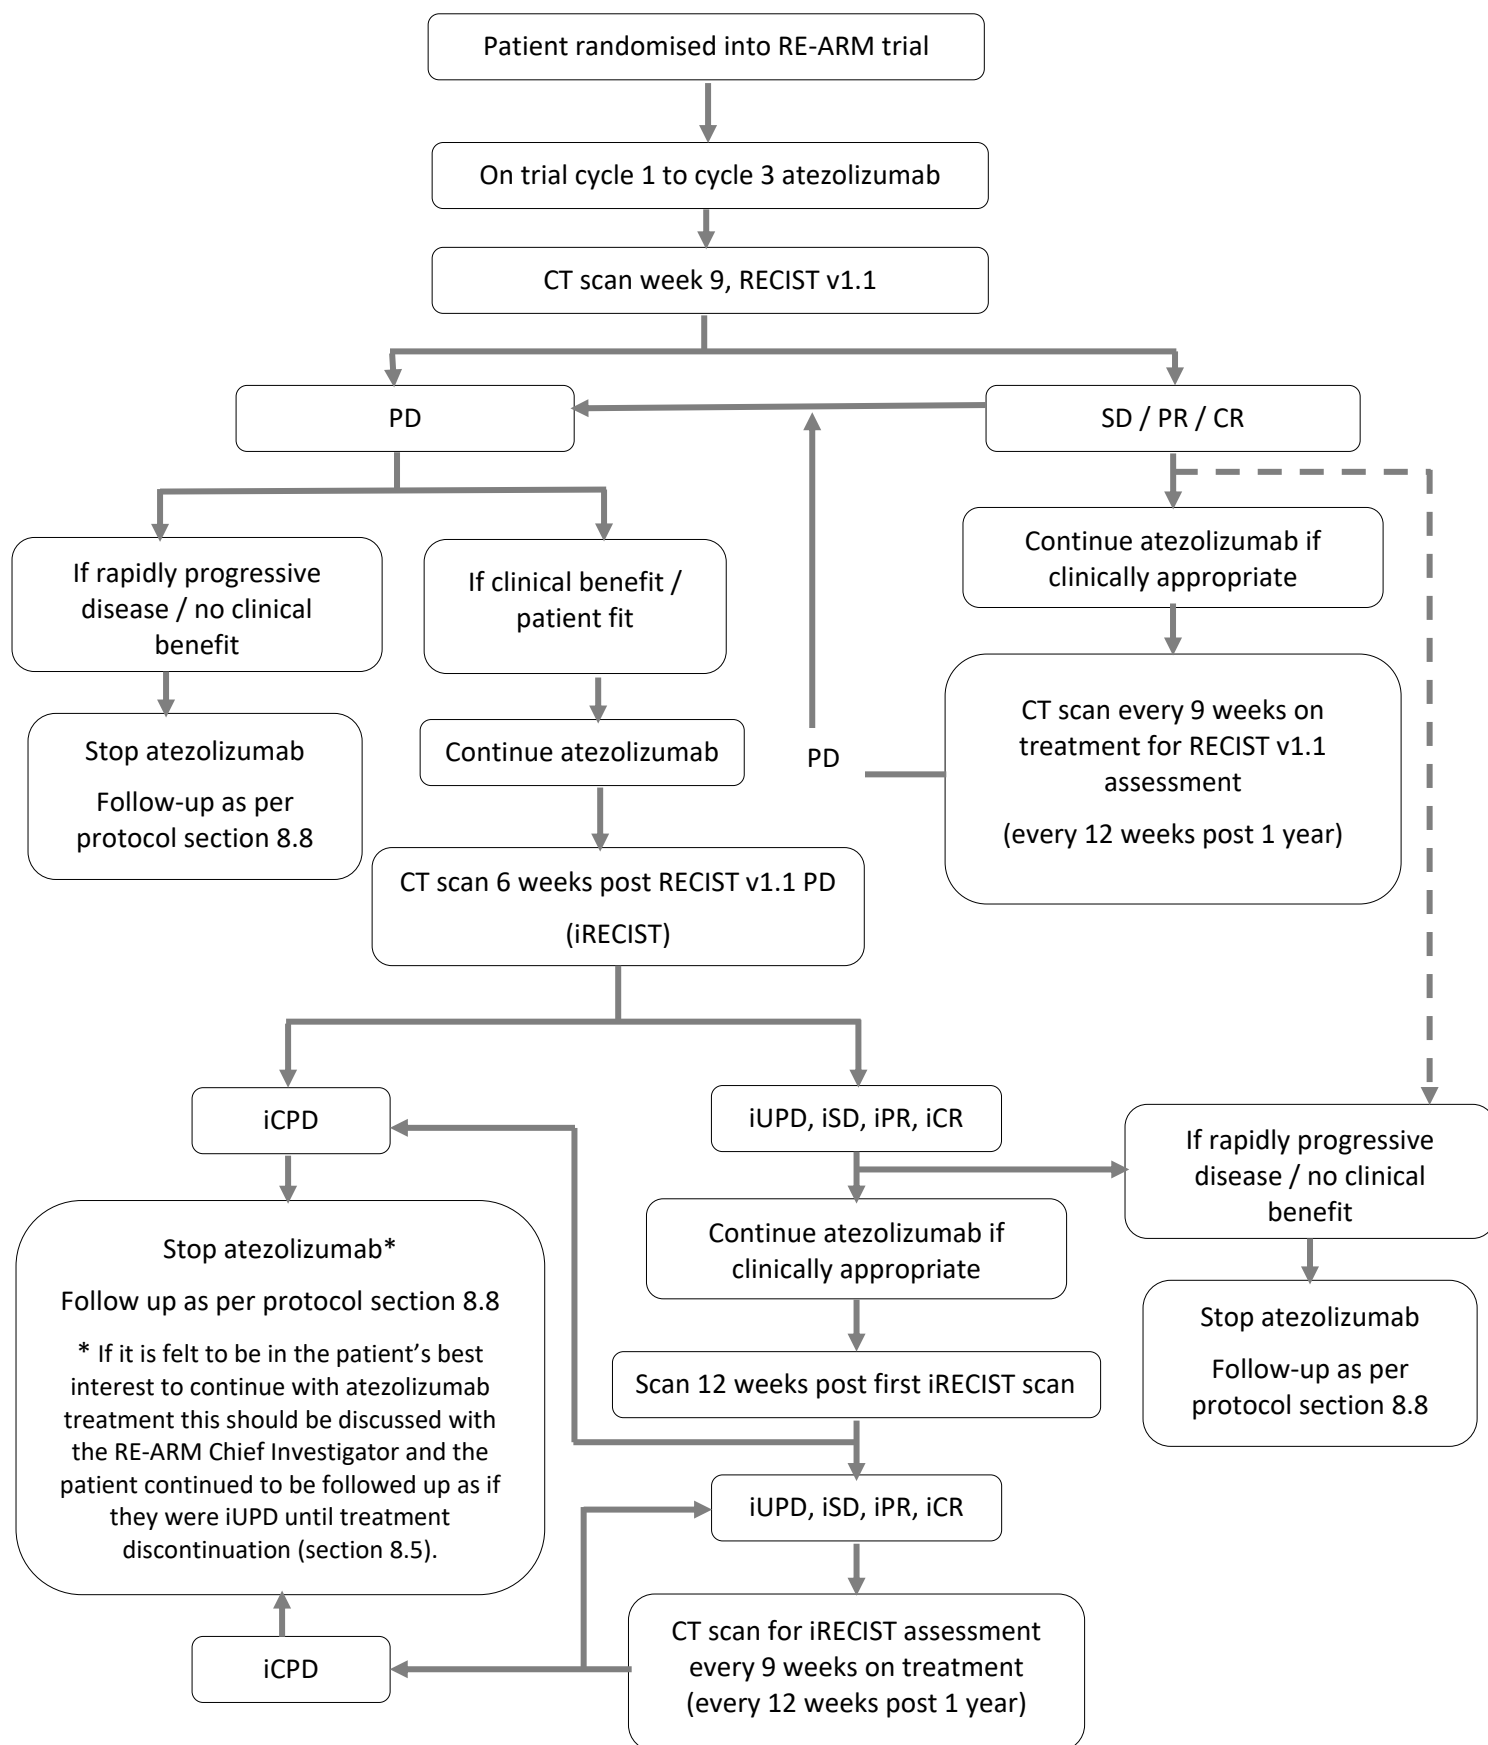 Patient randomised into RE-ARM trial
On trial cycle 1 to cycle 3 atezolizumab
CT scan week 9, RECIST v1.1
PD
SD / PR / CR
If rapidly progressive
disease / no clinical
benefit
If clinical benefit /
patient fit
Continue atezolizumab if
clinically appropriate
Stop atezolizumab
Follow-up as per
protocol section 8.8
Continue atezolizumab
PD
CT scan every 9 weeks on
treatment for RECIST v1.1
assessment
(every 12 weeks post 1 year)
CT scan 6 weeks post RECIST v1.1 PD
(iRECIST)
iCPD
iUPD, iSD, iPR, iCR
If rapidly progressive
disease / no clinical
benefit
Stop atezolizumab*
Follow up as per protocol section 8.8
* If it is felt to be in the patient’s best
interest to continue with atezolizumab
treatment this should be discussed with
the RE-ARM Chief Investigator and the
patient continued to be followed up as if
they were iUPD until treatment
discontinuation (section 8.5).
Continue atezolizumab if
clinically appropriate
Stop atezolizumab
Follow-up as per
protocol section 8.8
Scan 12 weeks post first iRECIST scan
iUPD, iSD, iPR, iCR
iCPD
CT scan for iRECIST assessment
every 9 weeks on treatment
(every 12 weeks post 1 year)